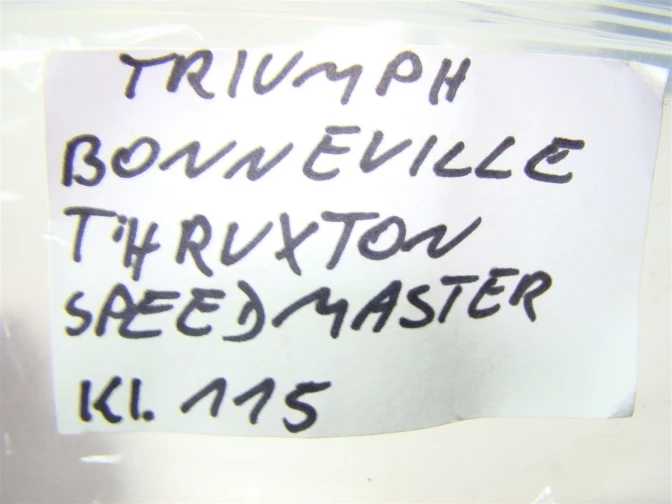 TRIUMPH
BONNEVILLE
THRUXTON
SPEEDMASTER
Kl. 115